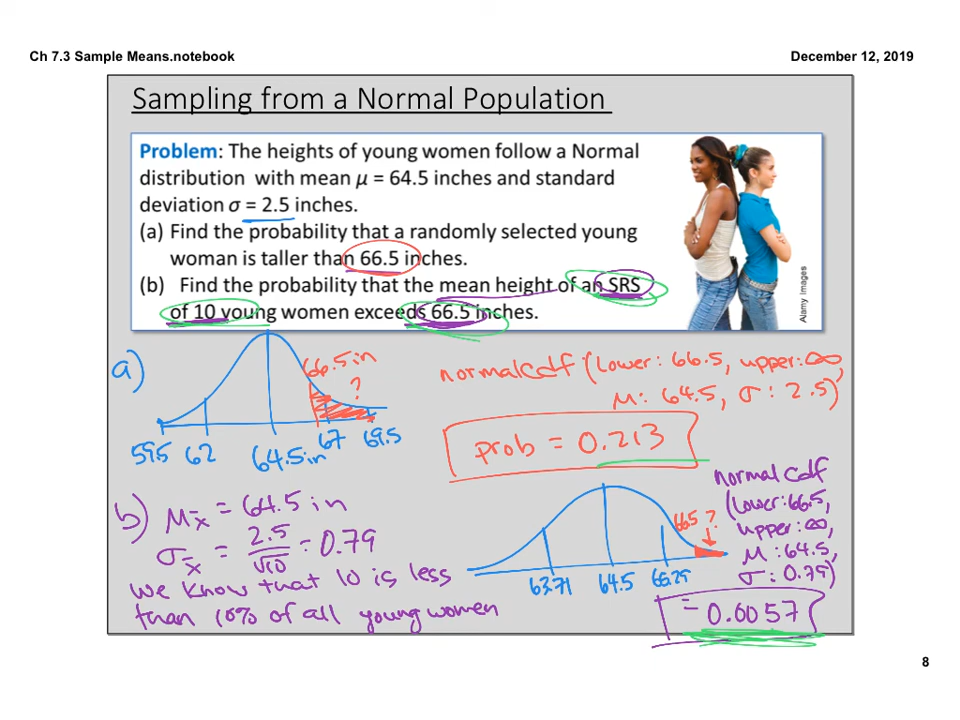 Ch 7.3 Sample Means.notebook
December 12, 2019
Sampling from a Normal Population
Problem: The heights of young women follow a Normal
distribution with mean μ = 64.5 inches and standard
deviation σ = 2.5 inches.
(a) Find the probability that a randomly selected young
woman is taller than 66.5 inches.
(b) Find the probability that the mean height of an SRS
of 10 young women exceeds 66.5 inches.
Alamy Images
a)
66.5 in
?
59.5 62 64.5 in 67 69.5
normalcdf (lower: 66.5, upper: ∞,
μ: 64.5, σ: 2.5)
prob = 0.213
b) μx̄ = 64.5 in
σx̄ = 2.5/√10 = 0.79
We know that 10 is less
than 10% of all young women
66.5 ?
63.71 64.5 65.29
normalcdf
(lower: 66.5,
upper: ∞,
μ: 64.5,
σ: 0.79)
= 0.0057
8